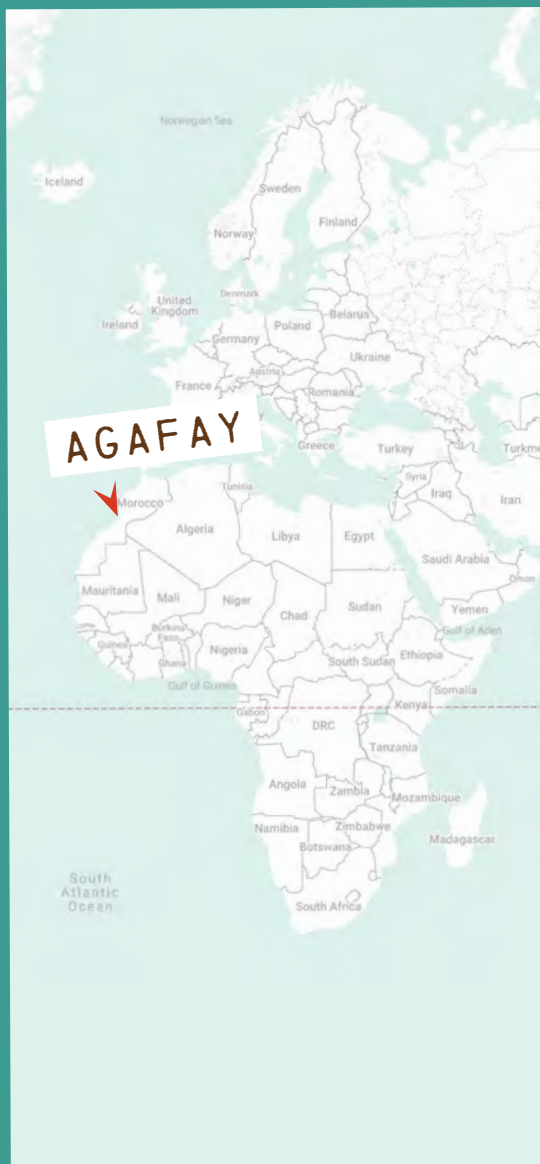 Norwegian Sea
Iceland
Sweden
Finland
Norway
Denmark
United
Kingdom
Ireland
Belarus
Poland
Germany
Ukraine
Austria
France
Romania
AGAFAY
Greece
Turkey
Turkme
Syria
Tunisia
Iraq
Iran
Morocco
Algeria
Libya
Egypt
Saudi Arabia
Oman
Mauritania
Mali
Niger
Chad
Sudan
Yemen
Burkina
Faso
Gulf of Aden
Guinea
Ghana
Nigeria
South Sudan
Ethiopia
Gulf of Guinea
Somalia
Gabon
Kenya
DRC
Tanzania
Angola
Zambia
Mozambique
Namibia
Zimbabwe
Botswana
Madagascar
South
Atlantic
Ocean
South Africa